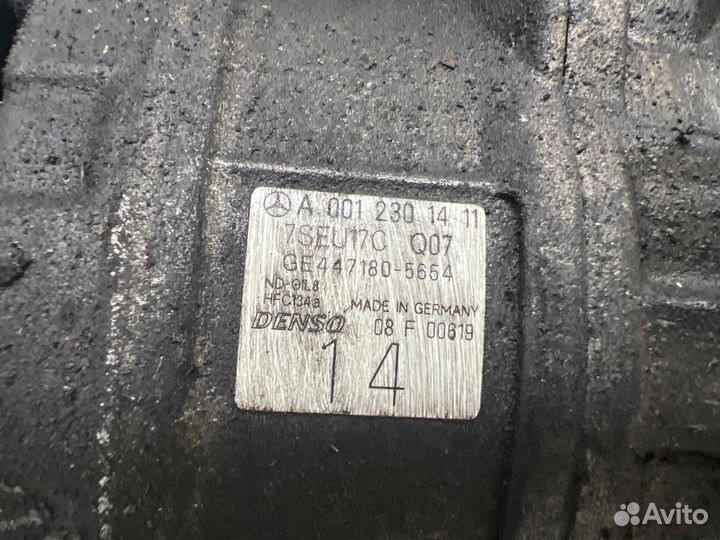 A 001 230 14 11
7SEU17C Q07
GE447180-5654
ND-OIL8
HFC134a MADE IN GERMANY
DENSO 08 F 00619
14
Avito